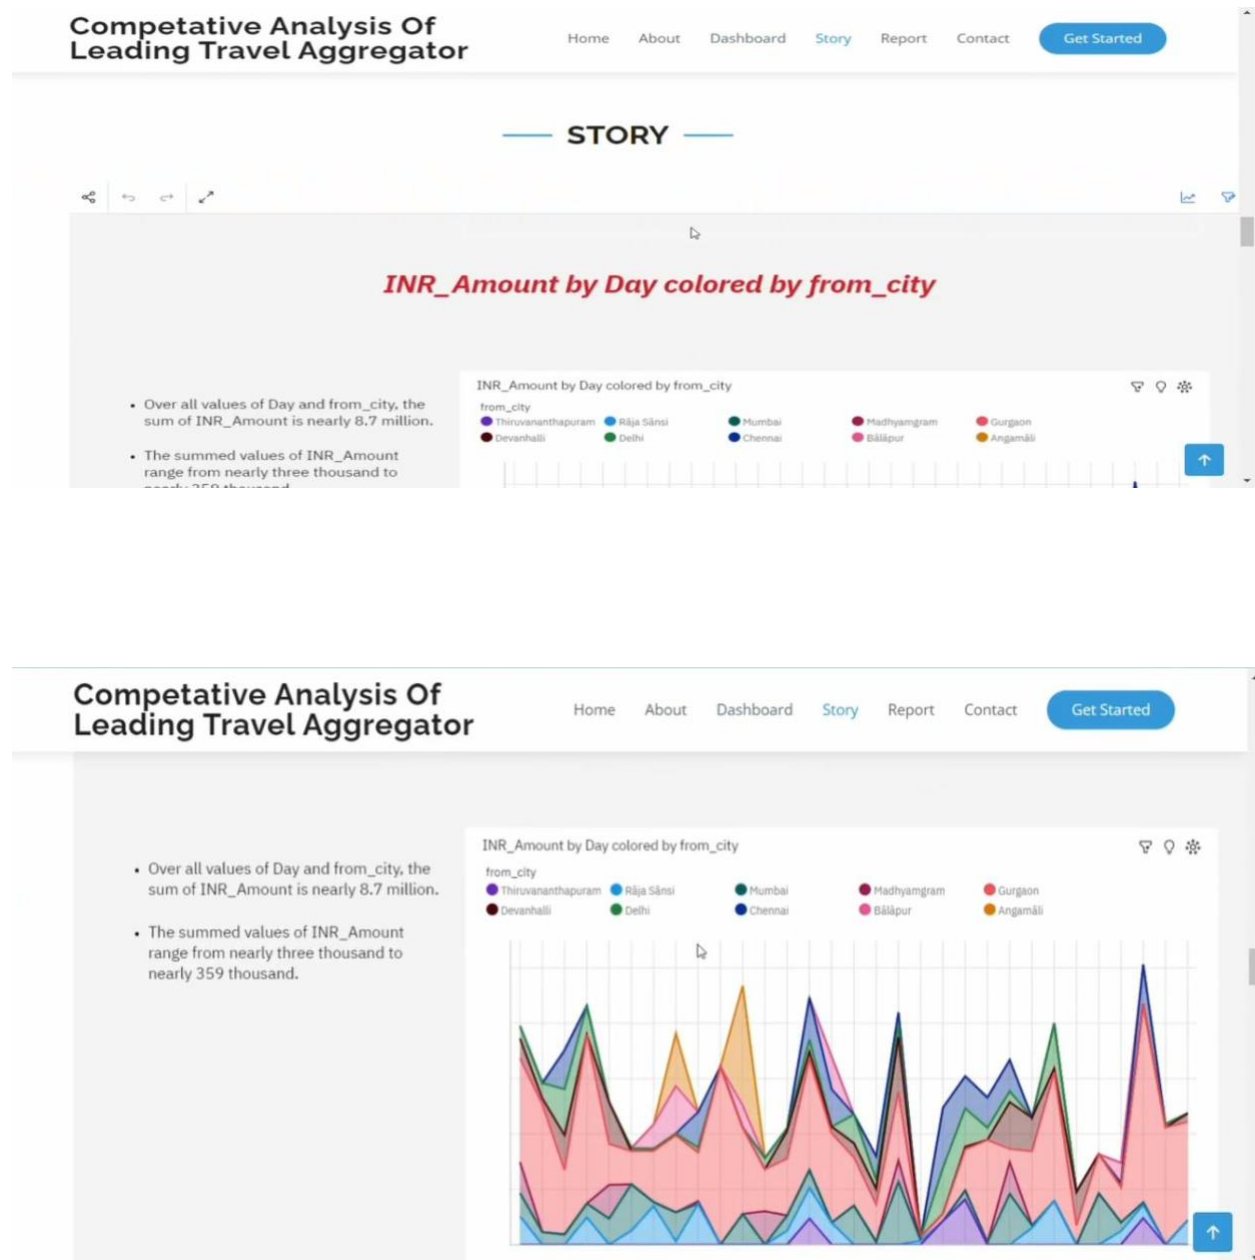 Competative Analysis Of
Leading Travel Aggregator
Home About Dashboard Story Report Contact Get Started
STORY
INR_Amount by Day colored by from_city
• Over all values of Day and from_city, the
sum of INR_Amount is nearly 8.7 million.
• The summed values of INR_Amount
range from nearly three thousand to
nearly 359 thousand.
INR_Amount by Day colored by from_city
from_city
Thiruvananthapuram Rāja Sānsi Mumbai Madhyamgram Gurgaon
Devanhalli Delhi Chennai Bālāpur Angamāli
Competative Analysis Of
Leading Travel Aggregator
Home About Dashboard Story Report Contact Get Started
• Over all values of Day and from_city, the
sum of INR_Amount is nearly 8.7 million.
• The summed values of INR_Amount
range from nearly three thousand to
nearly 359 thousand.
INR_Amount by Day colored by from_city
from_city
Thiruvananthapuram Rāja Sānsi Mumbai Madhyamgram Gurgaon
Devanhalli Delhi Chennai Bālāpur Angamāli